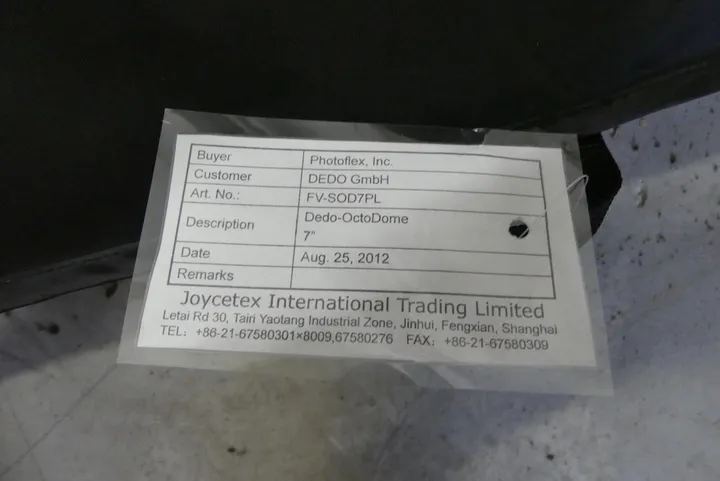 Buyer Photoflex, Inc.
Customer DEDO GmbH
Art. No.: FV-SOD7PL
Description Dedo-OctoDome
7"
Date Aug. 25, 2012
Remarks
Joycetex International Trading Limited
Letai Rd 30, Tairi Yaotang Industrial Zone, Jinhui, Fengxian, Shanghai
TEL: +86-21-67580301×8009,67580276 FAX: +86-21-67580309